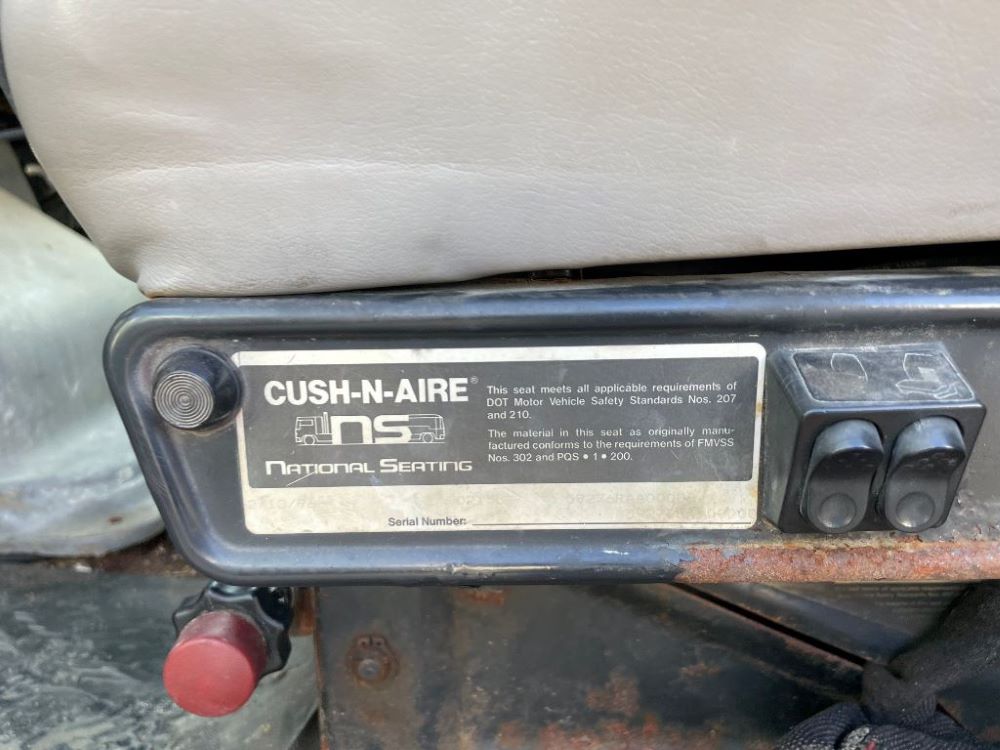 CUSH-N-AIRE®
ns
NATIONAL SEATING
This seat meets all applicable requirements of
DOT Motor Vehicle Safety Standards Nos. 207
and 210.
The material in this seat as originally manu-
factured conforms to the requirements of FMVSS
Nos. 302 and PQS • 1 • 200.
Serial Number: